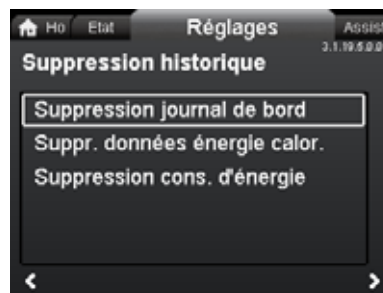 Ho Etat Réglages Assis
3.1.19.5.0.0
Suppression historique
Suppression journal de bord
Suppr. données énergie calor.
Suppression cons. d'énergie